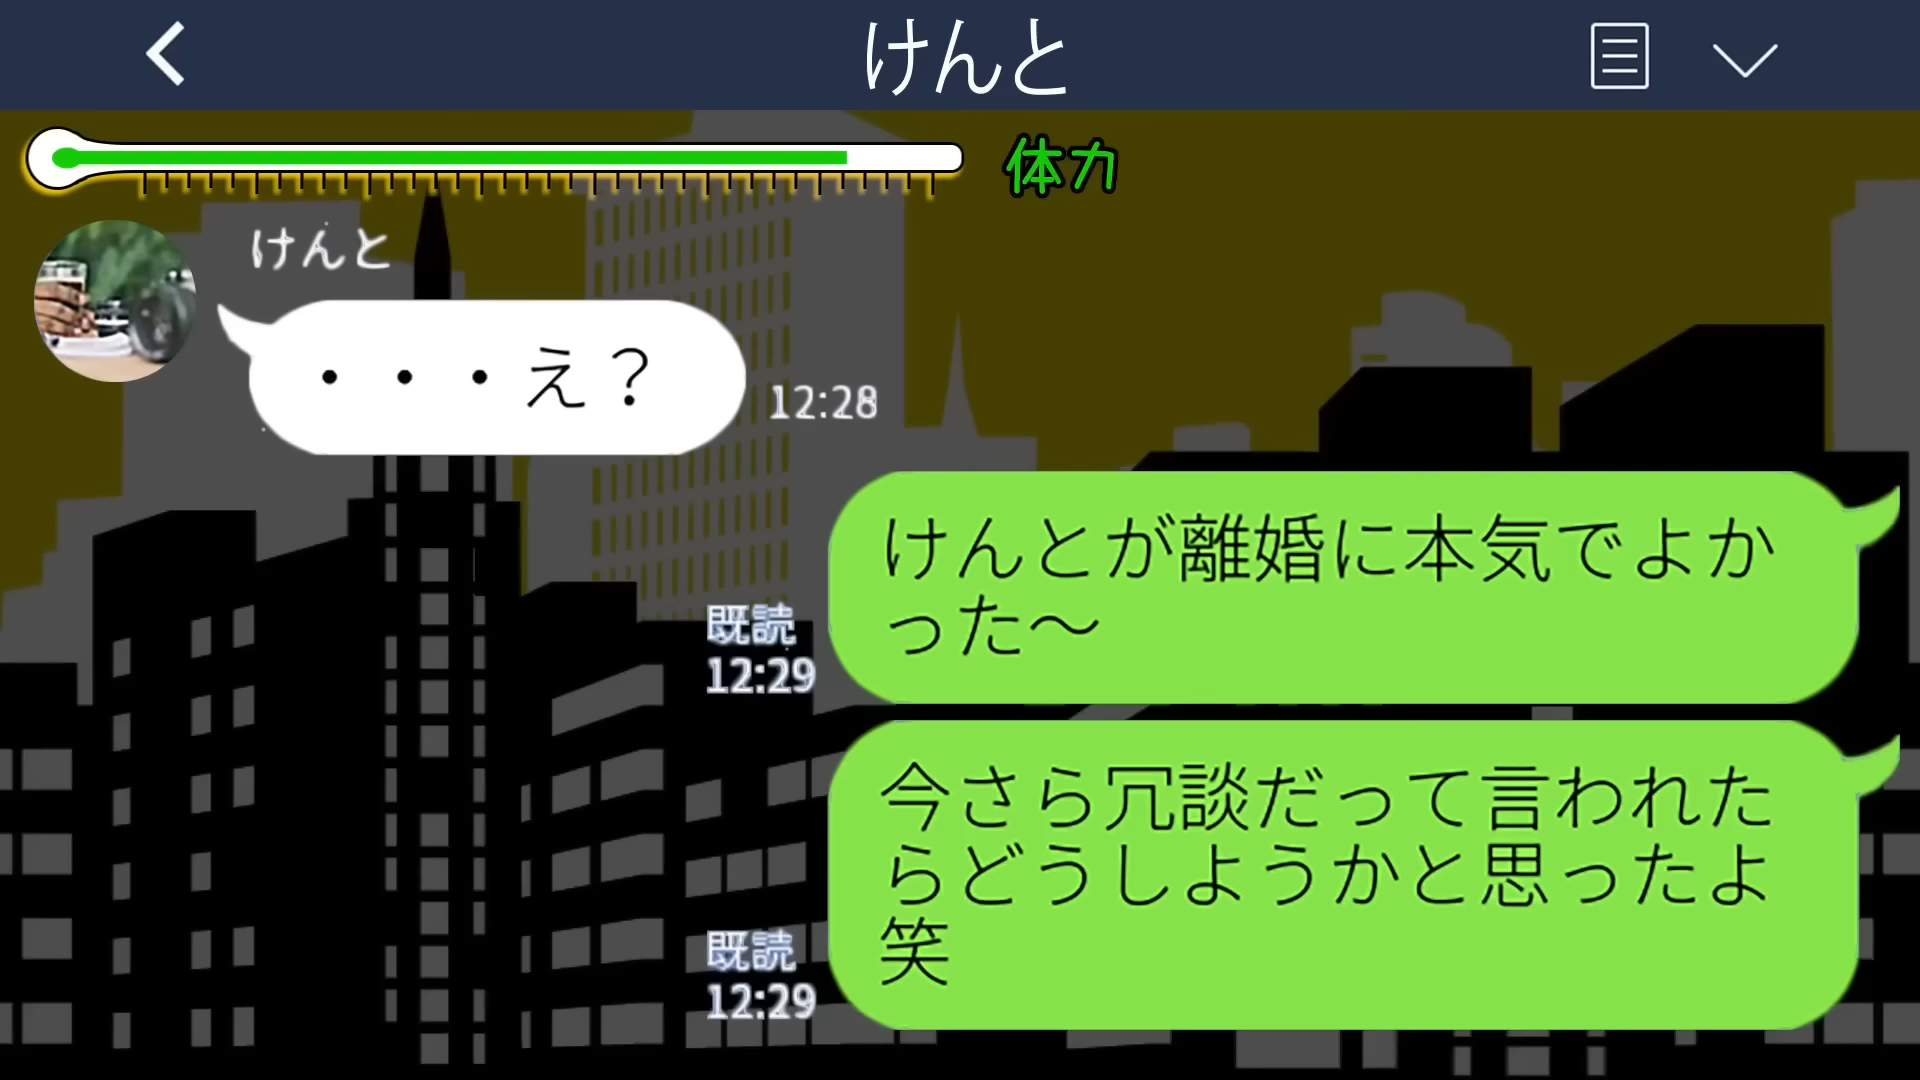 けんと
体力
けんと
・・・え？
12:28
けんとが離婚に本気でよか
った～
既読
12:29
今さら冗談だって言われた
らどうしようかと思ったよ
笑
既読
12:29